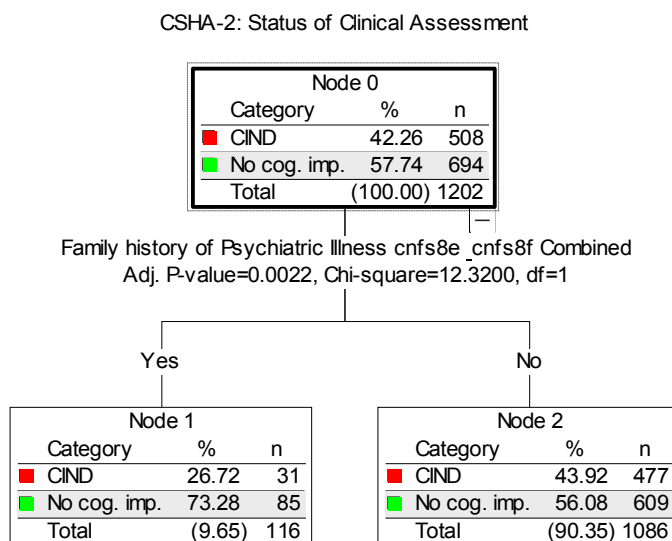 CSHA-2: Status of Clinical Assessment
Node 0
Category % n
CIND 42.26 508
No cog. imp. 57.74 694
Total (100.00) 1202
Family history of Psychiatric Illness cnfs8e_cnfs8f Combined
Adj. P-value=0.0022, Chi-square=12.3200, df=1
Yes
No
Node 1
Category % n
CIND 26.72 31
No cog. imp. 73.28 85
Total (9.65) 116
Node 2
Category % n
CIND 43.92 477
No cog. imp. 56.08 609
Total (90.35) 1086